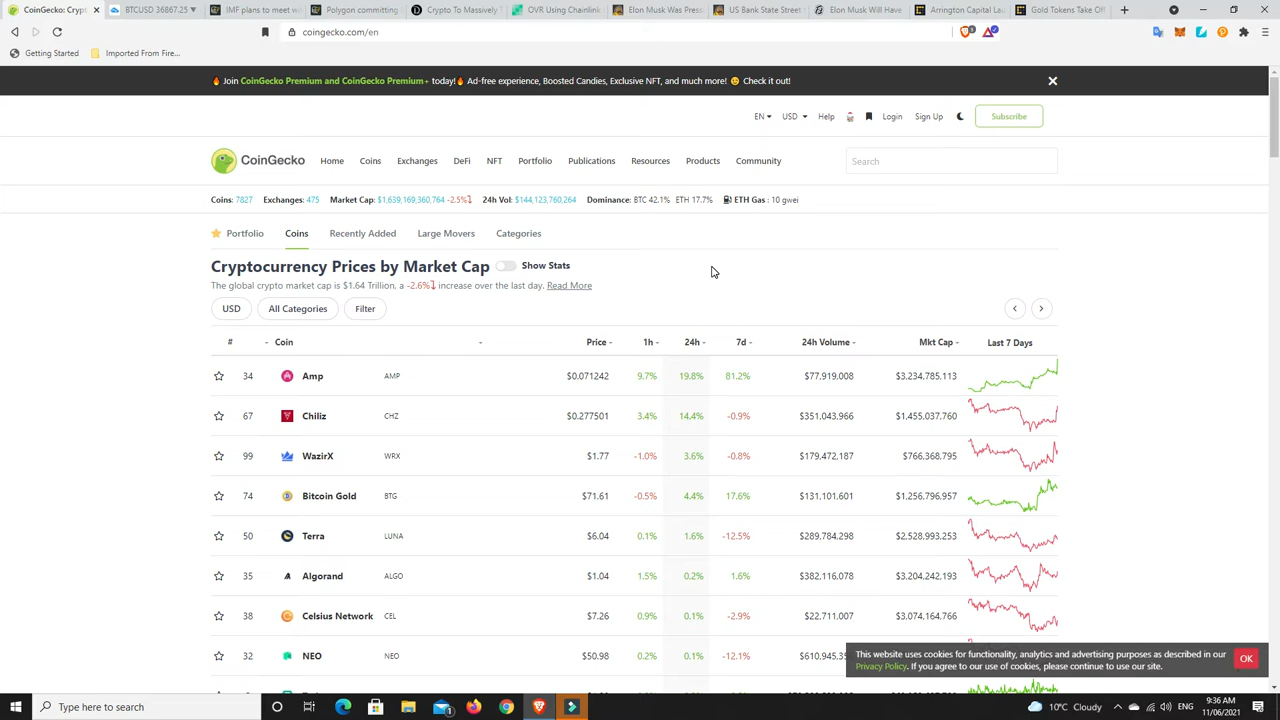 CoinGecko: Crypt
BTCUSD 36867.25
IMF plans to meet w
Polygon committing
Crypto To Massively
OVR Using Chainlink
Elon Musk Was Press
US Bank State Street
Elon Musk Will Have
Arrington Capital Lau
Gold Tokens Take Off
coingecko.com/en
Getting Started
Imported From Fire...
🔥 Join CoinGecko Premium and CoinGecko Premium+ today!🔥 Ad-free experience, Boosted Candies, Exclusive NFT, and much more! 😉 Check it out!
EN USD Help Login Sign Up Subscribe
CoinGecko Home Coins Exchanges DeFi NFT Portfolio Publications Resources Products Community Search
Coins: 7827 Exchanges: 475 Market Cap: $1,639,169,360,764 -2.5% 24h Vol: $144,123,760,264 Dominance: BTC 42.1% ETH 17.7% ETH Gas : 10 gwei
Portfolio Coins Recently Added Large Movers Categories
Cryptocurrency Prices by Market Cap Show Stats
The global crypto market cap is $1.64 Trillion, a -2.6% increase over the last day. Read More
USD All Categories Filter
# Coin Price 1h 24h 7d 24h Volume Mkt Cap Last 7 Days
34 Amp AMP $0.071242 9.7% 19.8% 81.2% $77,919,008 $3,234,785,113
67 Chiliz CHZ $0.277501 3.4% 14.4% -0.9% $351,043,966 $1,455,037,760
99 WazirX WRX $1.77 -1.0% 3.6% -0.8% $179,472,187 $766,368,795
74 Bitcoin Gold BTG $71.61 -0.5% 4.4% 17.6% $131,101,601 $1,256,796,957
50 Terra LUNA $6.04 0.1% 1.6% -12.5% $289,784,298 $2,528,993,253
35 Algorand ALGO $1.04 1.5% 0.2% 1.6% $382,116,078 $3,204,242,193
38 Celsius Network CEL $7.26 0.9% 0.1% -2.9% $22,711,007 $3,074,164,766
32 NEO NEO $50.98 0.2% 0.1% -12.1%
This website uses cookies for functionality, analytics and advertising purposes as described in our
Privacy Policy. If you agree to our use of cookies, please continue to use our site.
OK
Type here to search
10°C Cloudy
ENG
9:36 AM
11/06/2021